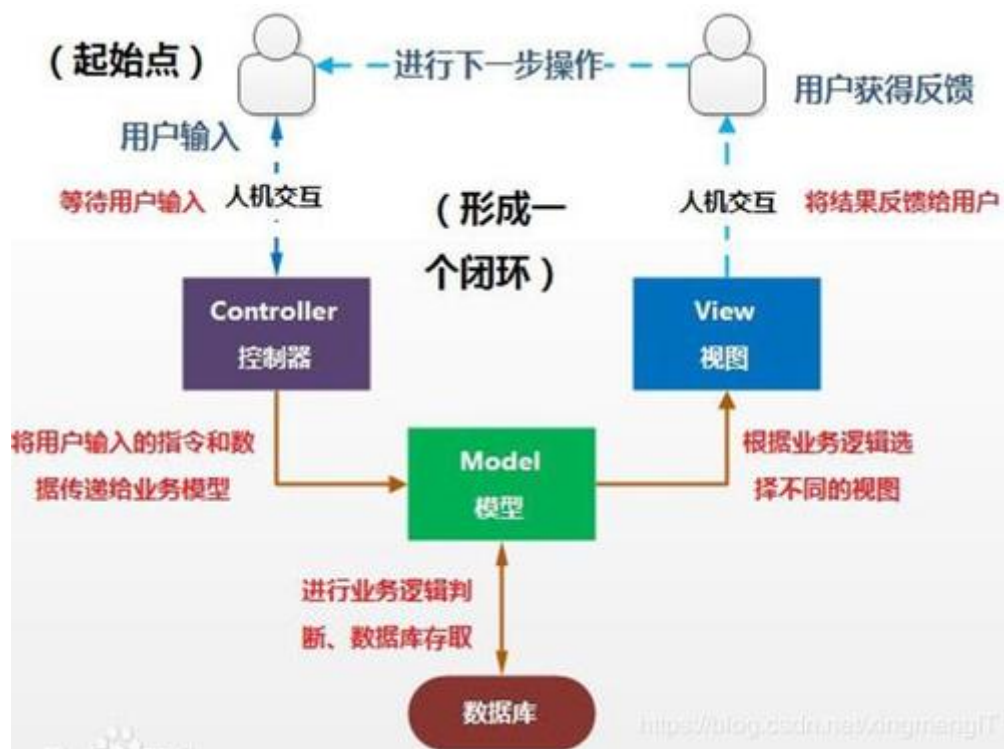 （起始点）
进行下一步操作
用户获得反馈
用户输入
等待用户输入
人机交互
（形成一
个闭环）
人机交互
将结果反馈给用户
Controller
控制器
View
视图
将用户输入的指令和数
据传递给业务模型
Model
模型
根据业务逻辑选
择不同的视图
进行业务逻辑判
断、数据库存取
数据库
https://blog.csdn.net/xingmengIT